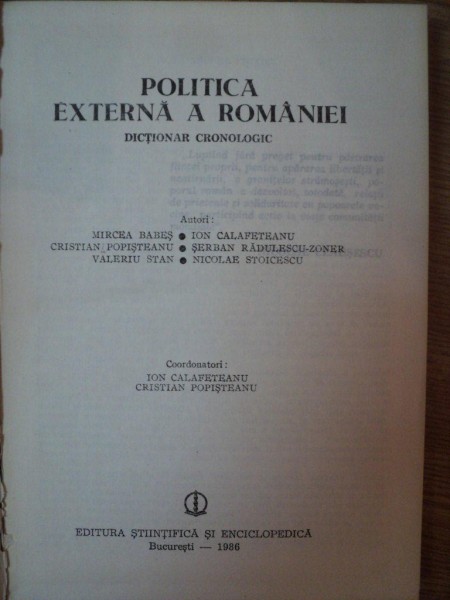 POLITICA
EXTERNĂ A ROMÂNIEI
DICȚIONAR CRONOLOGIC
Autori :
MIRCEA BABEȘ ● ION CALAFETEANU
CRISTIAN POPIȘTEANU ● ȘERBAN RĂDULESCU-ZONER
VALERIU STAN ● NICOLAE STOICESCU
Coordonatori :
ION CALAFETEANU
CRISTIAN POPIȘTEANU
EDITURA ȘTIINȚIFICĂ ȘI ENCICLOPEDICĂ
București — 1986